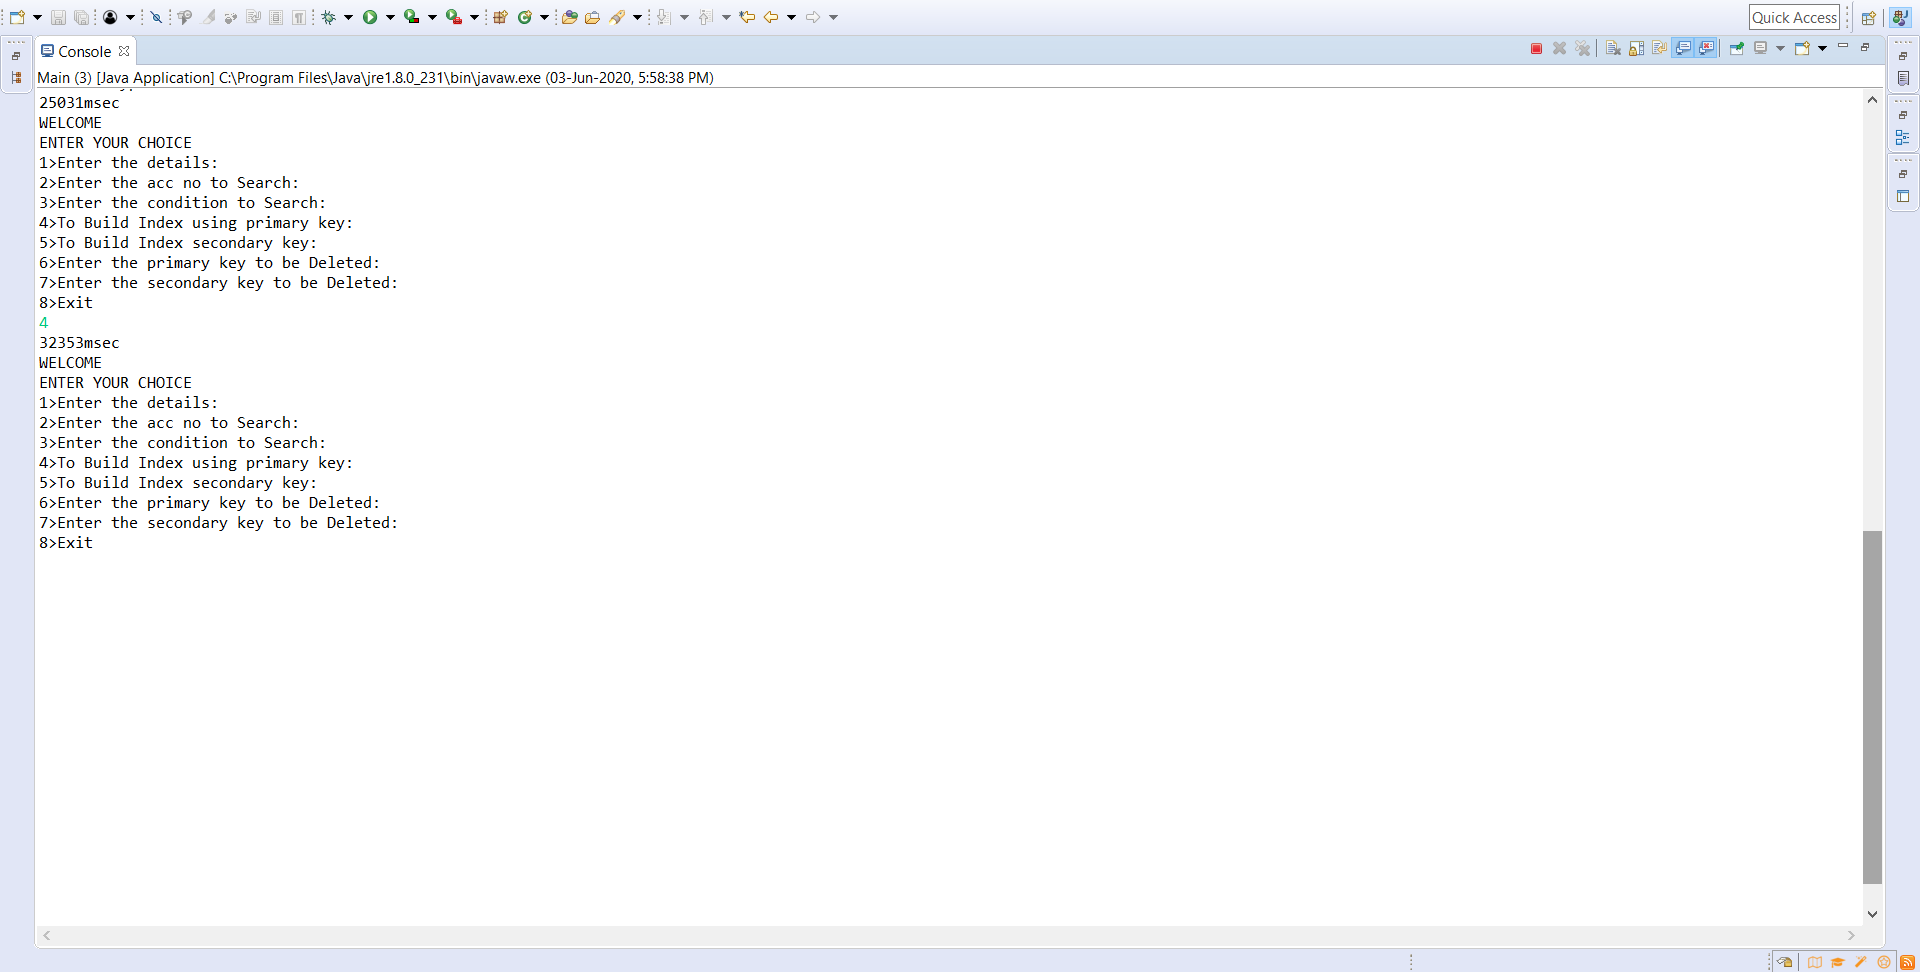 Quick Access
Console
Main (3) [Java Application] C:\Program Files\Java\jre1.8.0_231\bin\javaw.exe (03-Jun-2020, 5:58:38 PM)
25031msec
WELCOME
ENTER YOUR CHOICE
1>Enter the details:
2>Enter the acc no to Search:
3>Enter the condition to Search:
4>To Build Index using primary key:
5>To Build Index secondary key:
6>Enter the primary key to be Deleted:
7>Enter the secondary key to be Deleted:
8>Exit
4
32353msec
WELCOME
ENTER YOUR CHOICE
1>Enter the details:
2>Enter the acc no to Search:
3>Enter the condition to Search:
4>To Build Index using primary key:
5>To Build Index secondary key:
6>Enter the primary key to be Deleted:
7>Enter the secondary key to be Deleted:
8>Exit